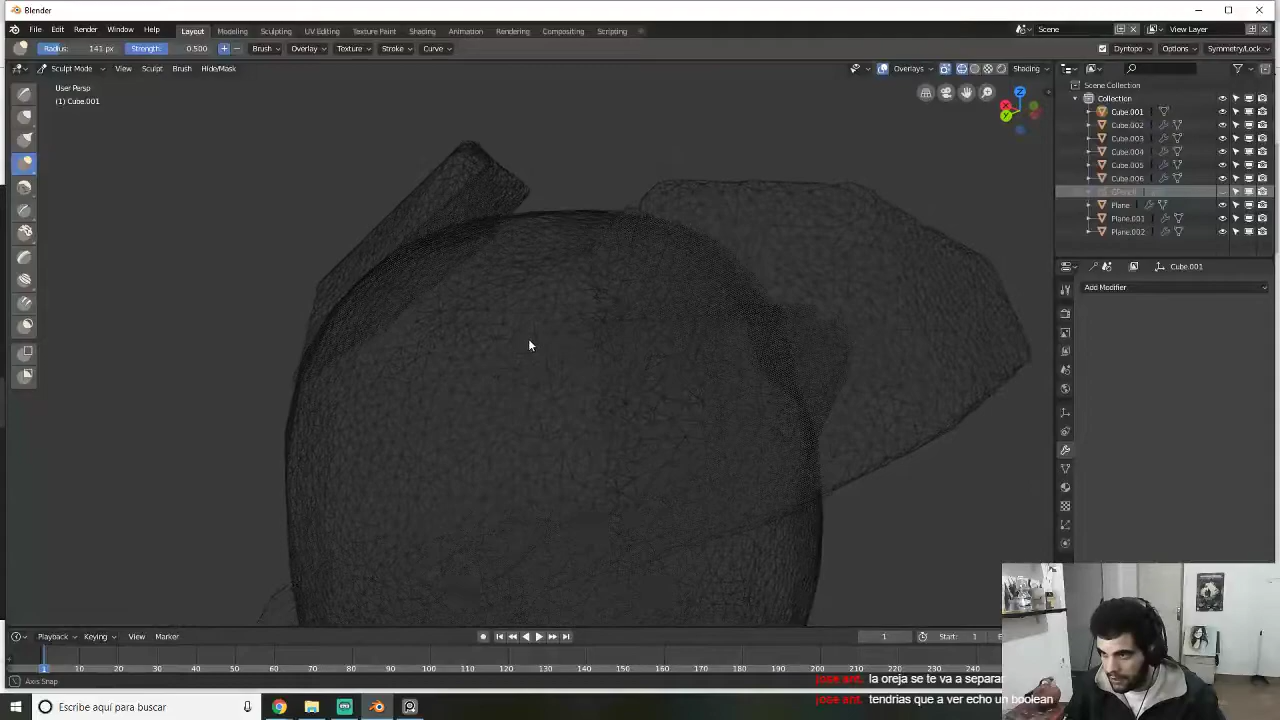 Blender
File Edit Render Window Help Layout Modeling Sculpting UV Editing Texture Paint Shading Animation Rendering Compositing Scripting + Scene View Layer
Radius: 141 px Strength: 0.500 Brush Overlay Texture Stroke Curve Dyntopo Options Symmetry/Lock
Sculpt Mode View Sculpt Brush Hide/Mask Overlays Shading
User Persp
(1) Cube.001
Z
X
Y
Scene Collection
Collection
Cube.001
Cube.002
Cube.003
Cube.004
Cube.005
Cube.006
GPencil
Plane
Plane.001
Plane.002
Cube.001
Add Modifier
Playback Keying View Marker 1 Start: 1
1 10 20 30 40 50 60 70 80 90 100 110 120 130 140 150 160 170 180 190 200 210 220 230 240
Axis Snap
jose ant. la oreja se te va a separar
jose ant. tendrias que a ver echo un boolean
Escribe aquí para buscar